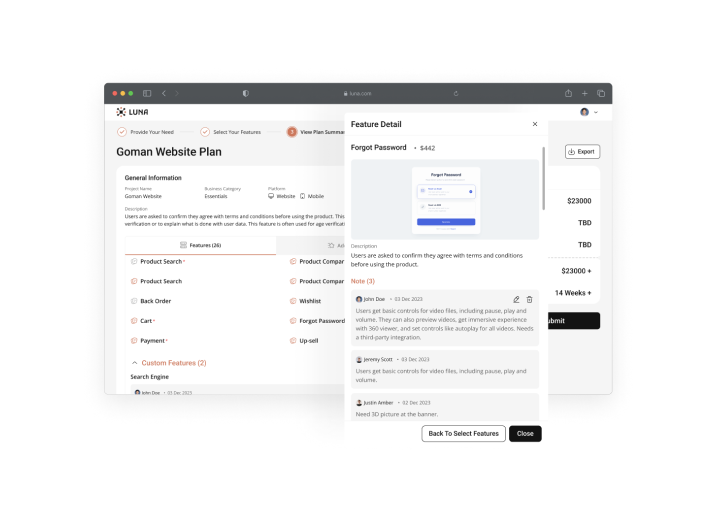 luna.com
LUNA
Provide Your Need
Select Your Features
View Plan Summa
Goman Website Plan
Export
General Information
Project Name
Business Category
Platform
Goman Website
Essentials
Website
Mobile
Description
Users are asked to confirm they agree with terms and conditions before using the product. This
verification or to explain what is done with user data. This feature is often used for age verificati
Features (26)
Ad
Product Search *
Product Compar
Product Search
Product Compar
Back Order
Wishlist
Cart *
Forgot Password
Payment *
Up-sell
Custom Features (2)
Search Engine
John Doe • 03 Dec 2023
$23000
TBD
TBD
$23000 +
14 Weeks +
ubmit
Feature Detail
Forgot Password • $442
Forgot Password
Description
Users are asked to confirm they agree with terms and conditions
before using the product.
Note (3)
John Doe • 03 Dec 2023
Users get basic controls for video files, including pause, play and
volume. They can also preview videos, get immersive experience
with 360 viewer, and set controls like autoplay for all videos. Needs
a third-party integration.
Jeremy Scott • 03 Dec 2023
Users get basic controls for video files, including pause, play and
volume.
Justin Amber • 02 Dec 2023
Need 3D picture at the banner.
Back To Select Features
Close